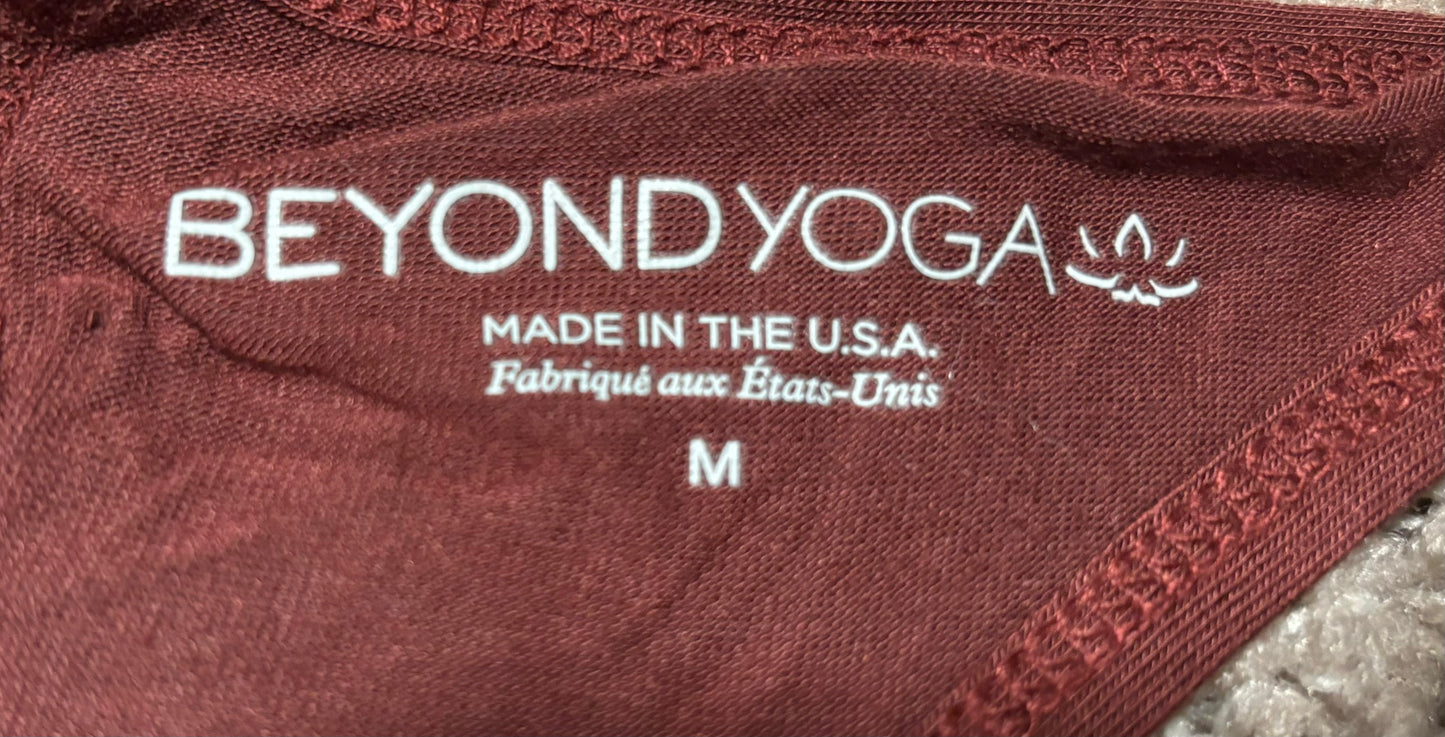 BEYOND YOGA
MADE IN THE U.S.A.
Fabriqué aux États-Unis
M